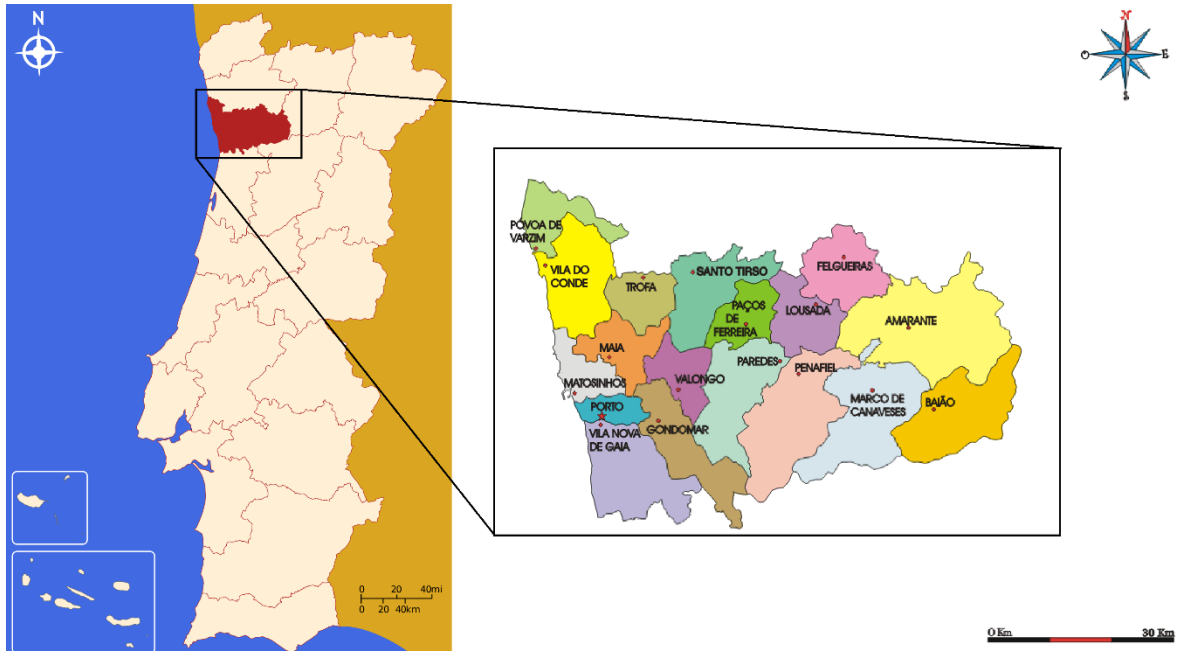 N
0 20 40mi
0 20 40km
N
O E
S
PÓVOA DE
VARZIM
VILA DO
CONDE
TROFA
SANTO TIRSO
FELGUEIRAS
PAÇOS
DE
FERREIRA
LOUSADA
AMARANTE
MAIA
MATOSINHOS
VALONGO
PAREDES
PENAFIEL
MARCO DE
CANAVESES
BAIÃO
PORTO
VILA NOVA
DE GAIA
GONDOMAR
0 Km 30 Km